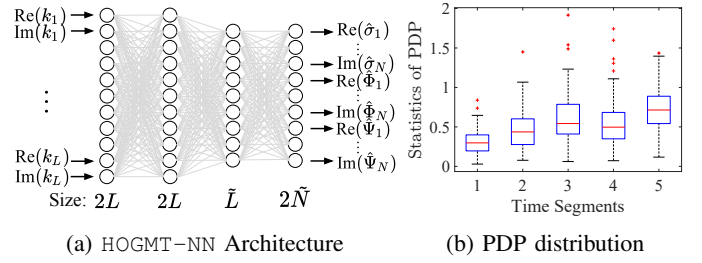 Re(k₁)
Im(k₁)
⋮
Re(k_L)
Im(k_L)
Re(σ̂₁)
⋮
Im(σ̂_N)
Re(Φ̂₁)
⋮
Im(Φ̂_N)
Re(Ψ̂₁)
⋮
Im(Ψ̂_N)
Size: 2L 2L L̃ 2Ñ
(a) HOGMT-NN Architecture
Statistics of PDP
2
1.5
1
0.5
0
1 2 3 4 5
Time Segments
(b) PDP distribution